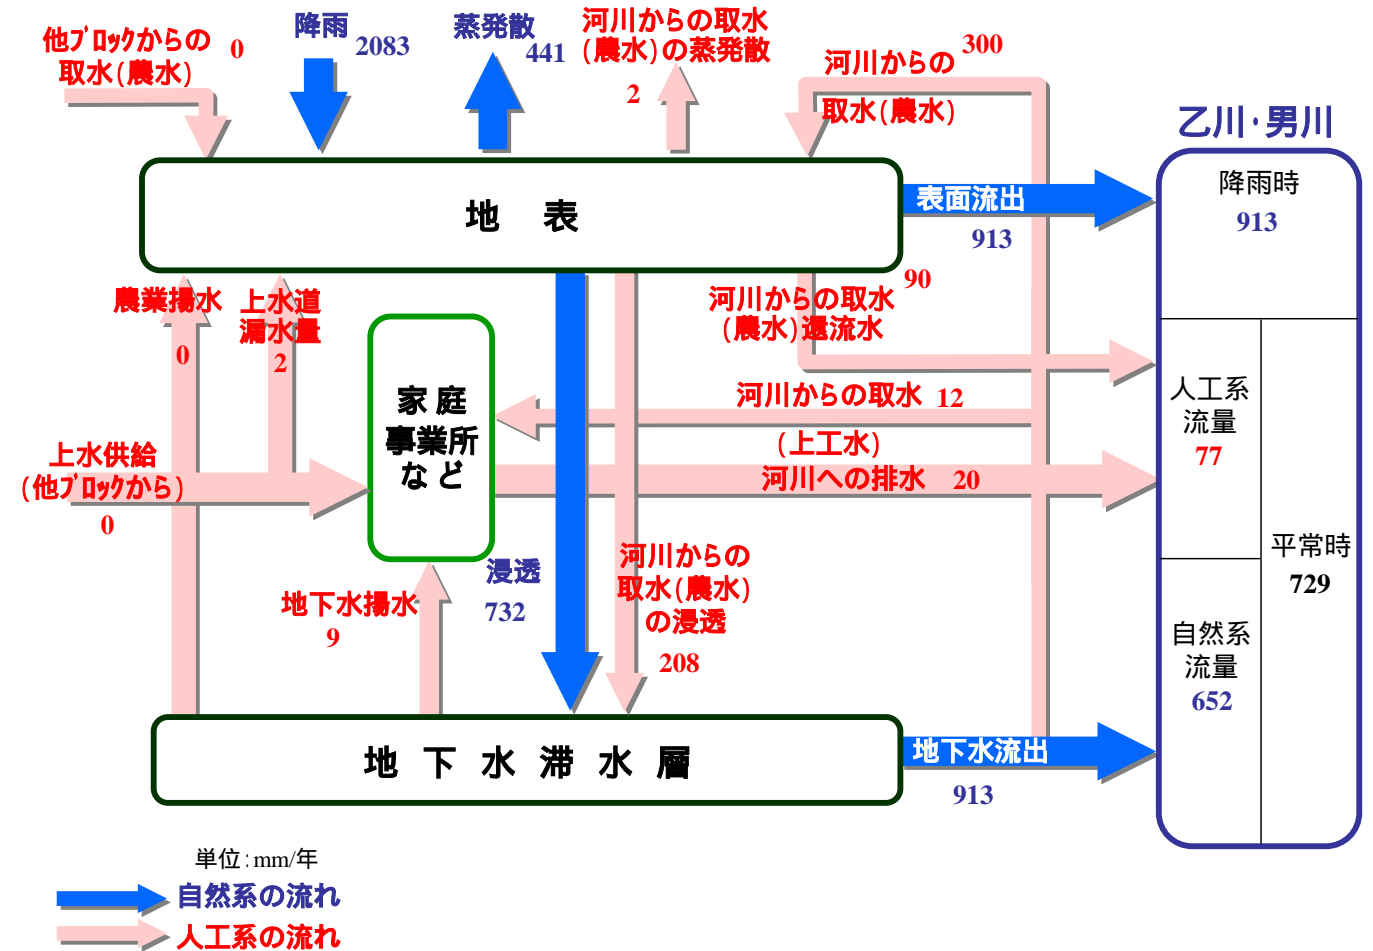 他ブロックからの
取水(農水)
0
降雨
2083
蒸発散
441
河川からの取水
(農水)の蒸発散
2
河川からの
300
取水(農水)
乙川・男川
地 表
表面流出
913
降雨時
913
農業揚水
0
上水道
漏水量
2
90
河川からの取水
(農水)還流水
家庭
事業所
など
河川からの取水 12
(上工水)
河川への排水 20
人工系
流量
77
上水供給
(他ブロックから)
0
平常時
729
浸透
732
河川からの
取水(農水)
の浸透
208
地下水揚水
9
自然系
流量
652
地下水滞水層
地下水流出
913
単位:mm/年
自然系の流れ
人工系の流れ